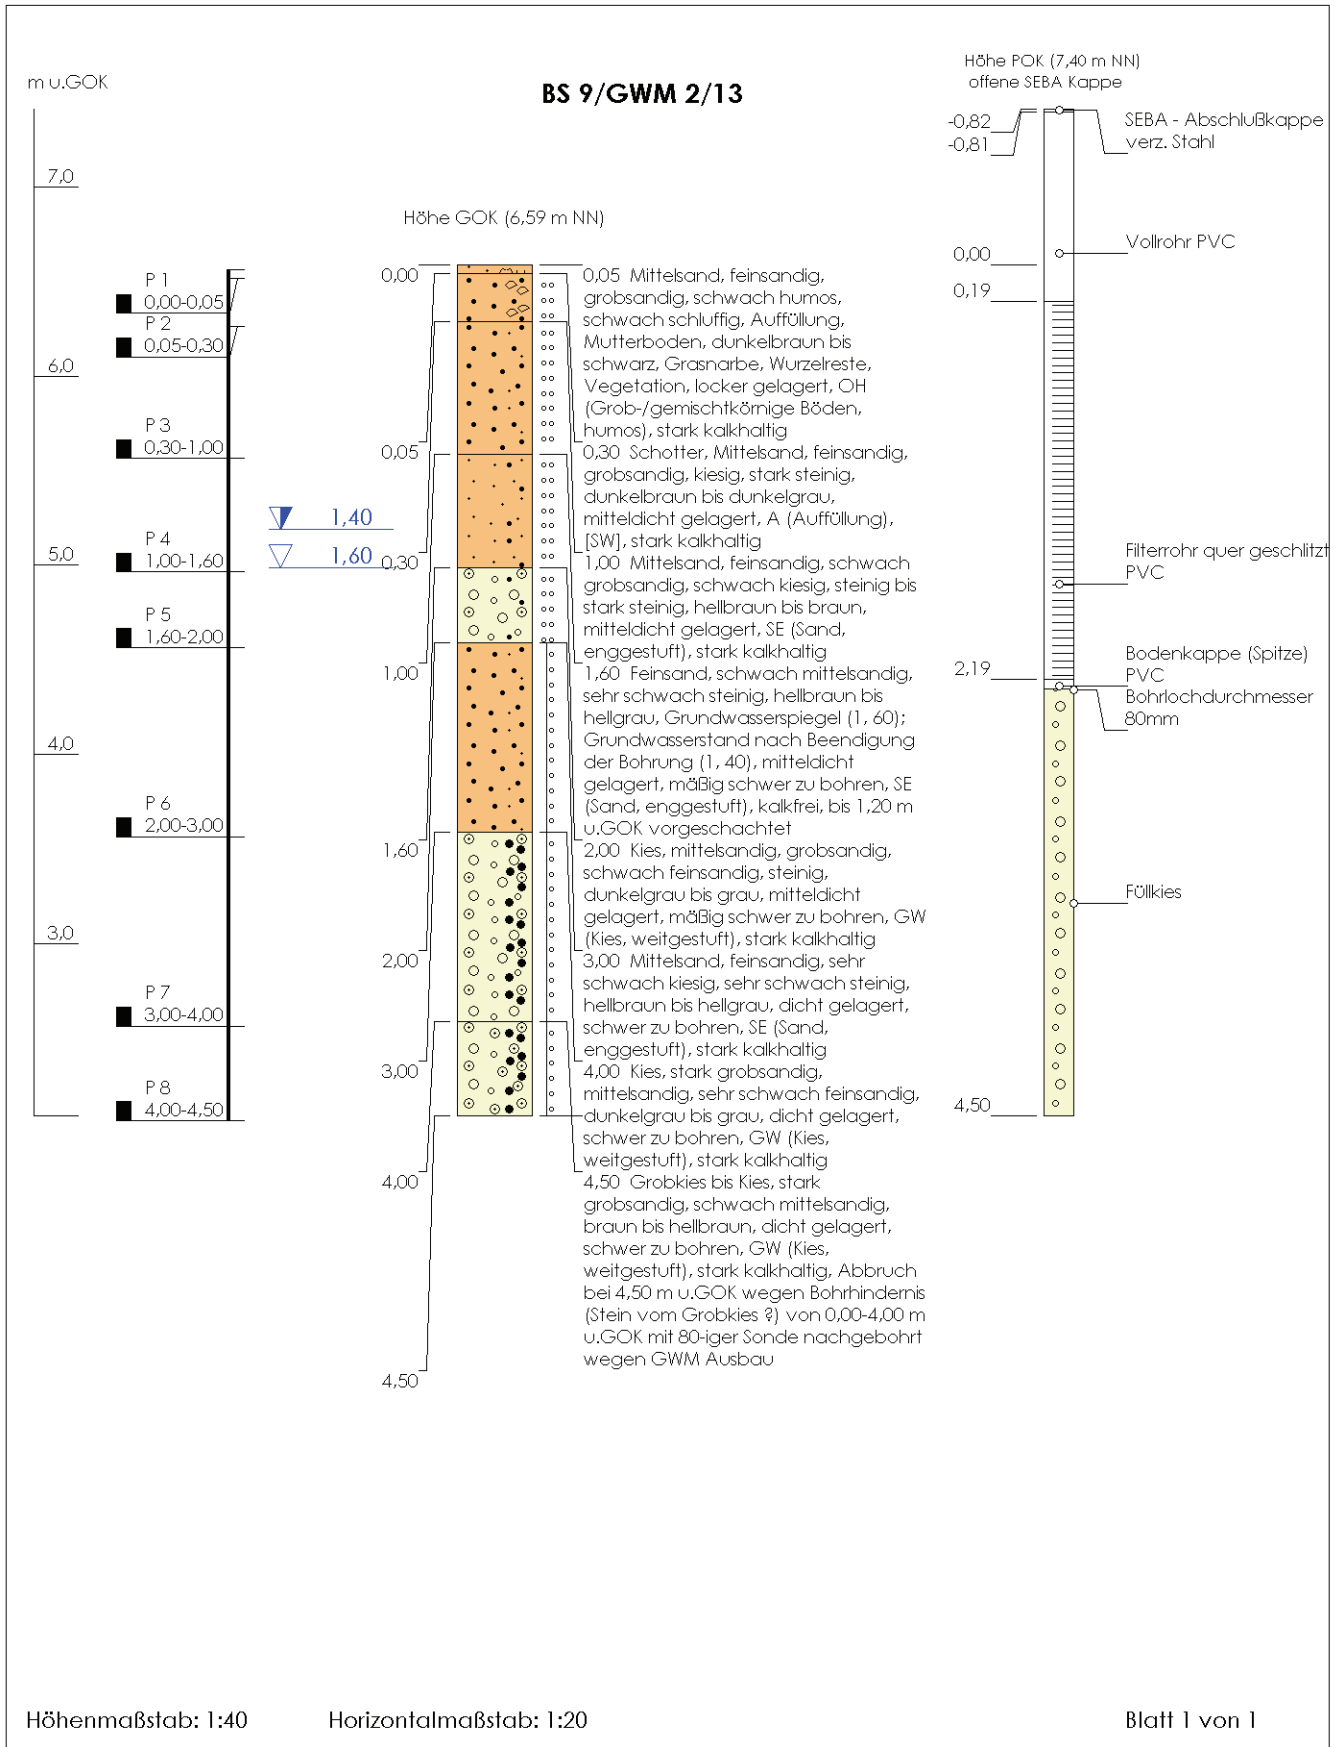 m u.GOK
BS 9/GWM 2/13
Höhe POK (7,40 m NN)
offene SEBA Kappe
-0,82
-0,81
SEBA - Abschlußkappe
verz. Stahl
7,0
6,0
5,0
4,0
3,0
Höhe GOK (6,59 m NN)
P 1
0,00-0,05
P 2
0,05-0,30
P 3
0,30-1,00
P 4
1,00-1,60
P 5
1,60-2,00
P 6
2,00-3,00
P 7
3,00-4,00
P 8
4,00-4,50
1,40
1,60
0,00
0,05
0,30
1,00
1,60
2,00
3,00
4,00
4,50
0,05 Mittelsand, feinsandig,
grobsandig, schwach humos,
schwach schluffig, Auffüllung,
Mutterboden, dunkelbraun bis
schwarz, Grasnarbe, Wurzelreste,
Vegetation, locker gelagert, OH
(Grob-/gemischtkörnige Böden,
humos), stark kalkhaltig
0,30 Schotter, Mittelsand, feinsandig,
grobsandig, kiesig, stark steinig,
dunkelbraun bis dunkelgrau,
mitteldicht gelagert, A (Auffüllung),
[SW], stark kalkhaltig
1,00 Mittelsand, feinsandig, schwach
grobsandig, schwach kiesig, steinig bis
stark steinig, hellbraun bis braun,
mitteldicht gelagert, SE (Sand,
enggestuft), stark kalkhaltig
1,60 Feinsand, schwach mittelsandig,
sehr schwach steinig, hellbraun bis
hellgrau, Grundwasserspiegel (1, 60);
Grundwasserstand nach Beendigung
der Bohrung (1, 40), mitteldicht
gelagert, mäßig schwer zu bohren, SE
(Sand, enggestuft), kalkfrei, bis 1,20 m
u.GOK vorgeschachtet
2,00 Kies, mittelsandig, grobsandig,
schwach feinsandig, steinig,
dunkelgrau bis grau, mitteldicht
gelagert, mäßig schwer zu bohren, GW
(Kies, weitgestuft), stark kalkhaltig
3,00 Mittelsand, feinsandig, sehr
schwach kiesig, sehr schwach steinig,
hellbraun bis hellgrau, dicht gelagert,
schwer zu bohren, SE (Sand,
enggestuft), stark kalkhaltig
4,00 Kies, stark grobsandig,
mittelsandig, sehr schwach feinsandig,
dunkelgrau bis grau, dicht gelagert,
schwer zu bohren, GW (Kies,
weitgestuft), stark kalkhaltig
4,50 Grobkies bis Kies, stark
grobsandig, schwach mittelsandig,
braun bis hellbraun, dicht gelagert,
schwer zu bohren, GW (Kies,
weitgestuft), stark kalkhaltig, Abbruch
bei 4,50 m u.GOK wegen Bohrhindernis
(Stein vom Grobkies ?) von 0,00-4,00 m
u.GOK mit 80-iger Sonde nachgebohrt
wegen GWM Ausbau
0,00
0,19
2,19
4,50
Vollrohr PVC
Filterrohr quer geschlitzt
PVC
Bodenkappe (Spitze)
PVC
Bohrlochdurchmesser
80mm
Füllkies
Höhenmaßstab: 1:40
Horizontalmaßstab: 1:20
Blatt 1 von 1